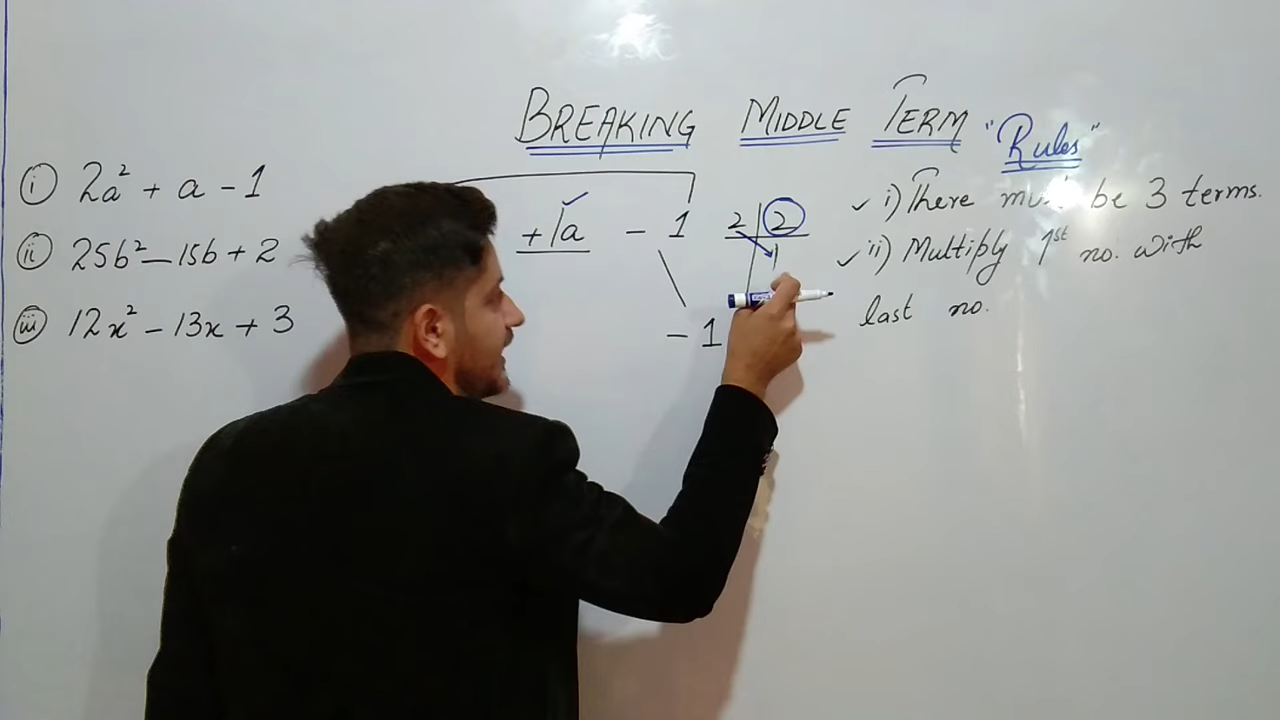 BREAKING MIDDLE TERM
"Rules"
i) 2a² + a - 1
ii) 25b² - 15b + 2
iii) 12x² - 13x + 3
+ 1a - 1
- 1
2 | 2
1
i) There must be 3 terms.
ii) Multiply 1st no. with
last no.